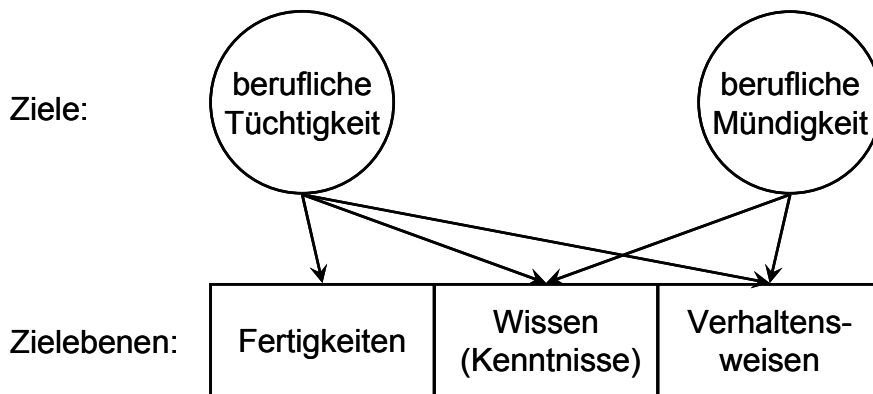 Ziele:
berufliche
Tüchtigkeit
berufliche
Mündigkeit
Zielebenen:
Fertigkeiten
Wissen
(Kenntnisse)
Verhaltens-
weisen